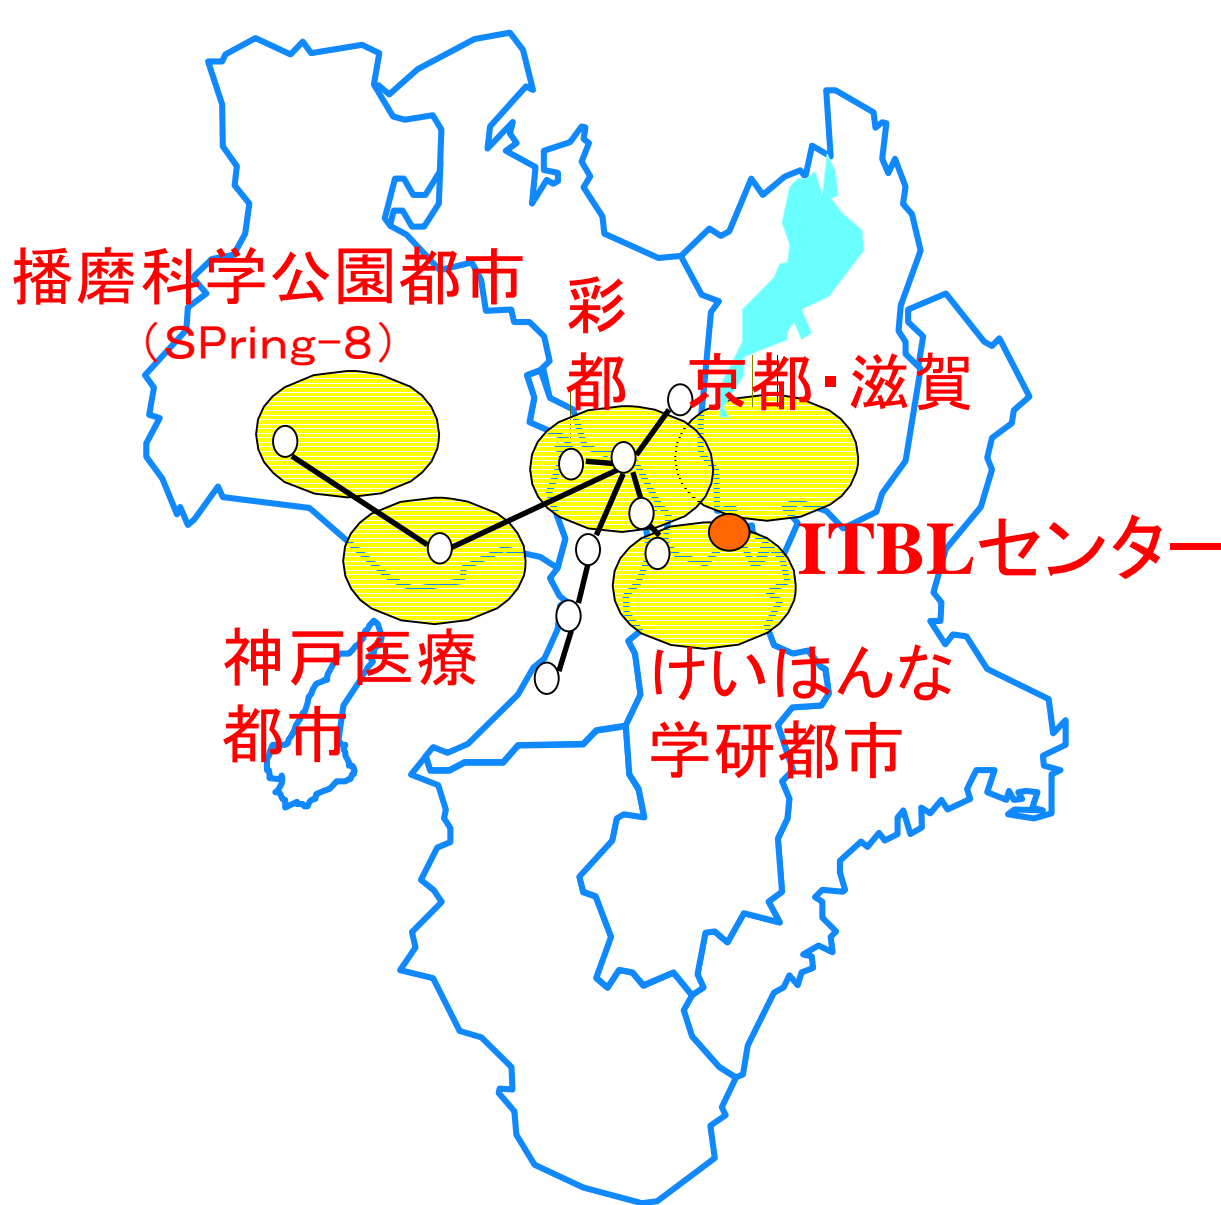 播磨科学公園都市
（SPring-8）
彩
都
京都・滋賀
ITBLセンター
神戸医療
都市
けいはんな
学研都市